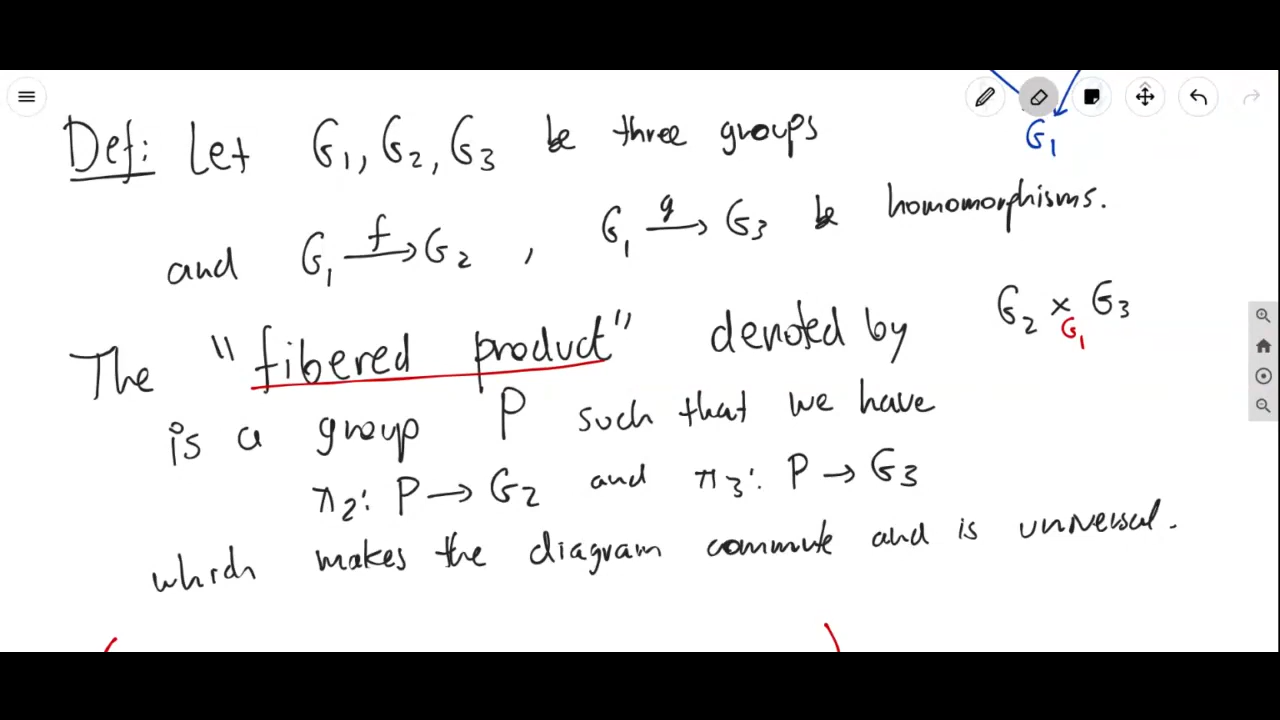 G₁
Def: Let G₁, G₂, G₃ be three groups
and G₁ →f G₂ , G₁ →g G₃ be homomorphisms.
The "fibered product" denoted by G₂ ×G₁ G₃
is a group P such that we have
π₂: P → G₂ and π₃: P → G₃
which makes the diagram commute and is universal.